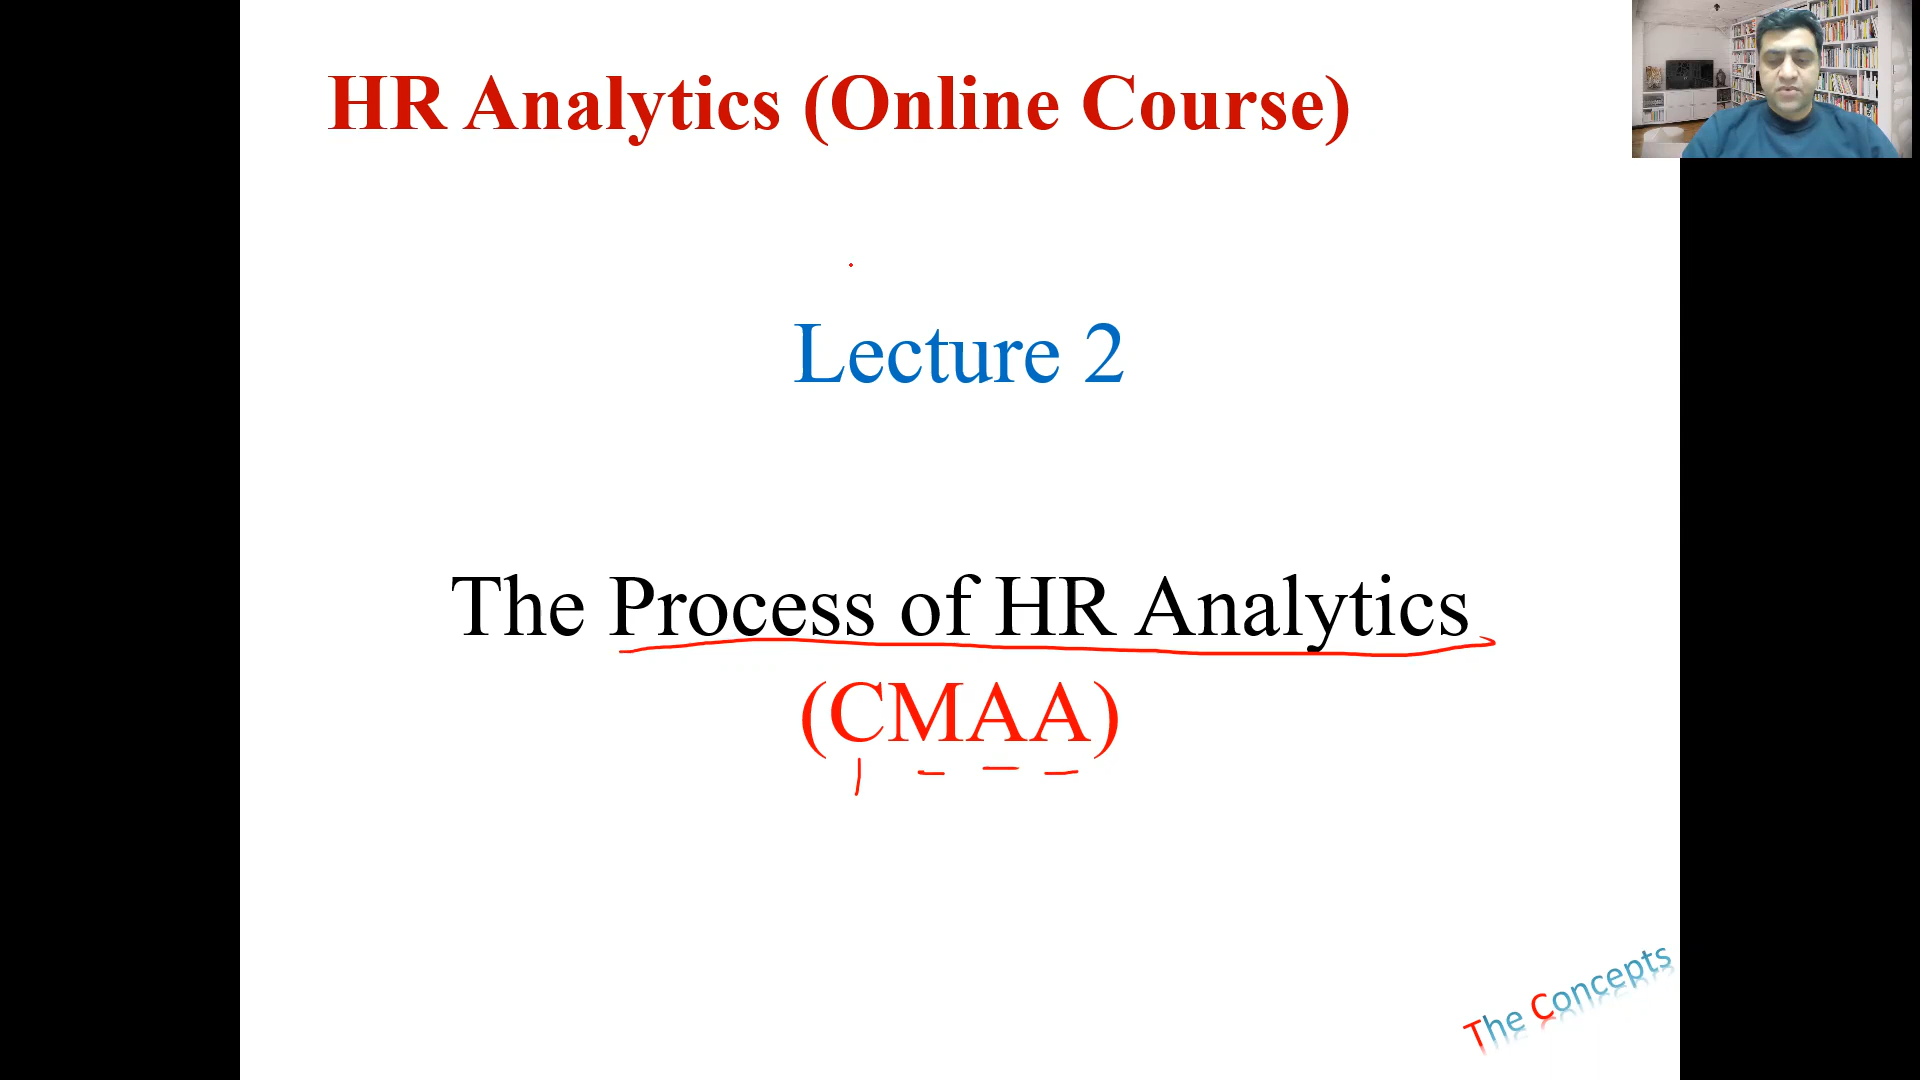 HR Analytics (Online Course)
Lecture 2
The Process of HR Analytics
(CMAA)
The Concepts